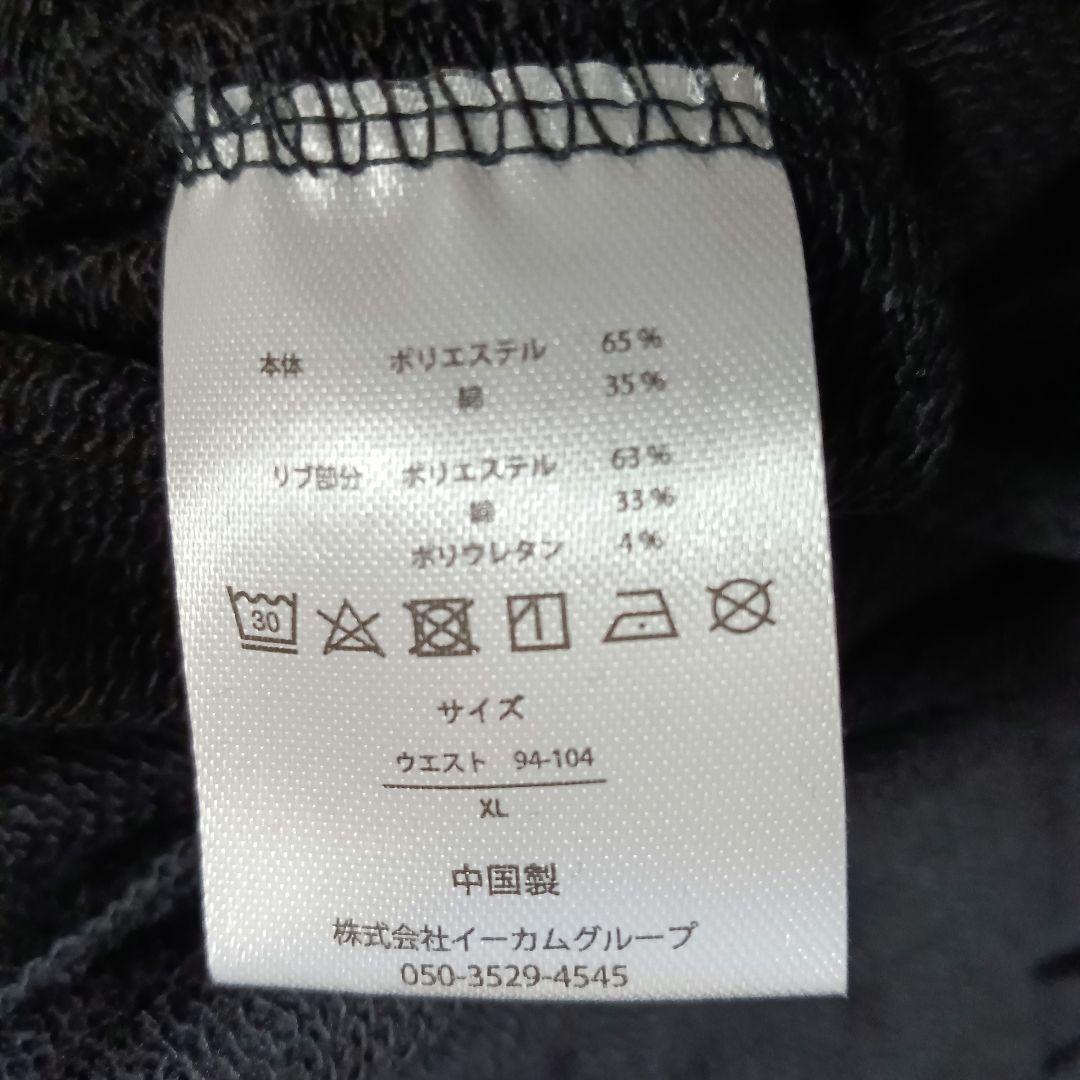 本体 ポリエステル 65%
綿 35%
リブ部分 ポリエステル 63%
綿 33%
ポリウレタン 4%
30
サイズ
ウエスト 94-104
XL
中国製
株式会社イーカムグループ
050-3529-4545